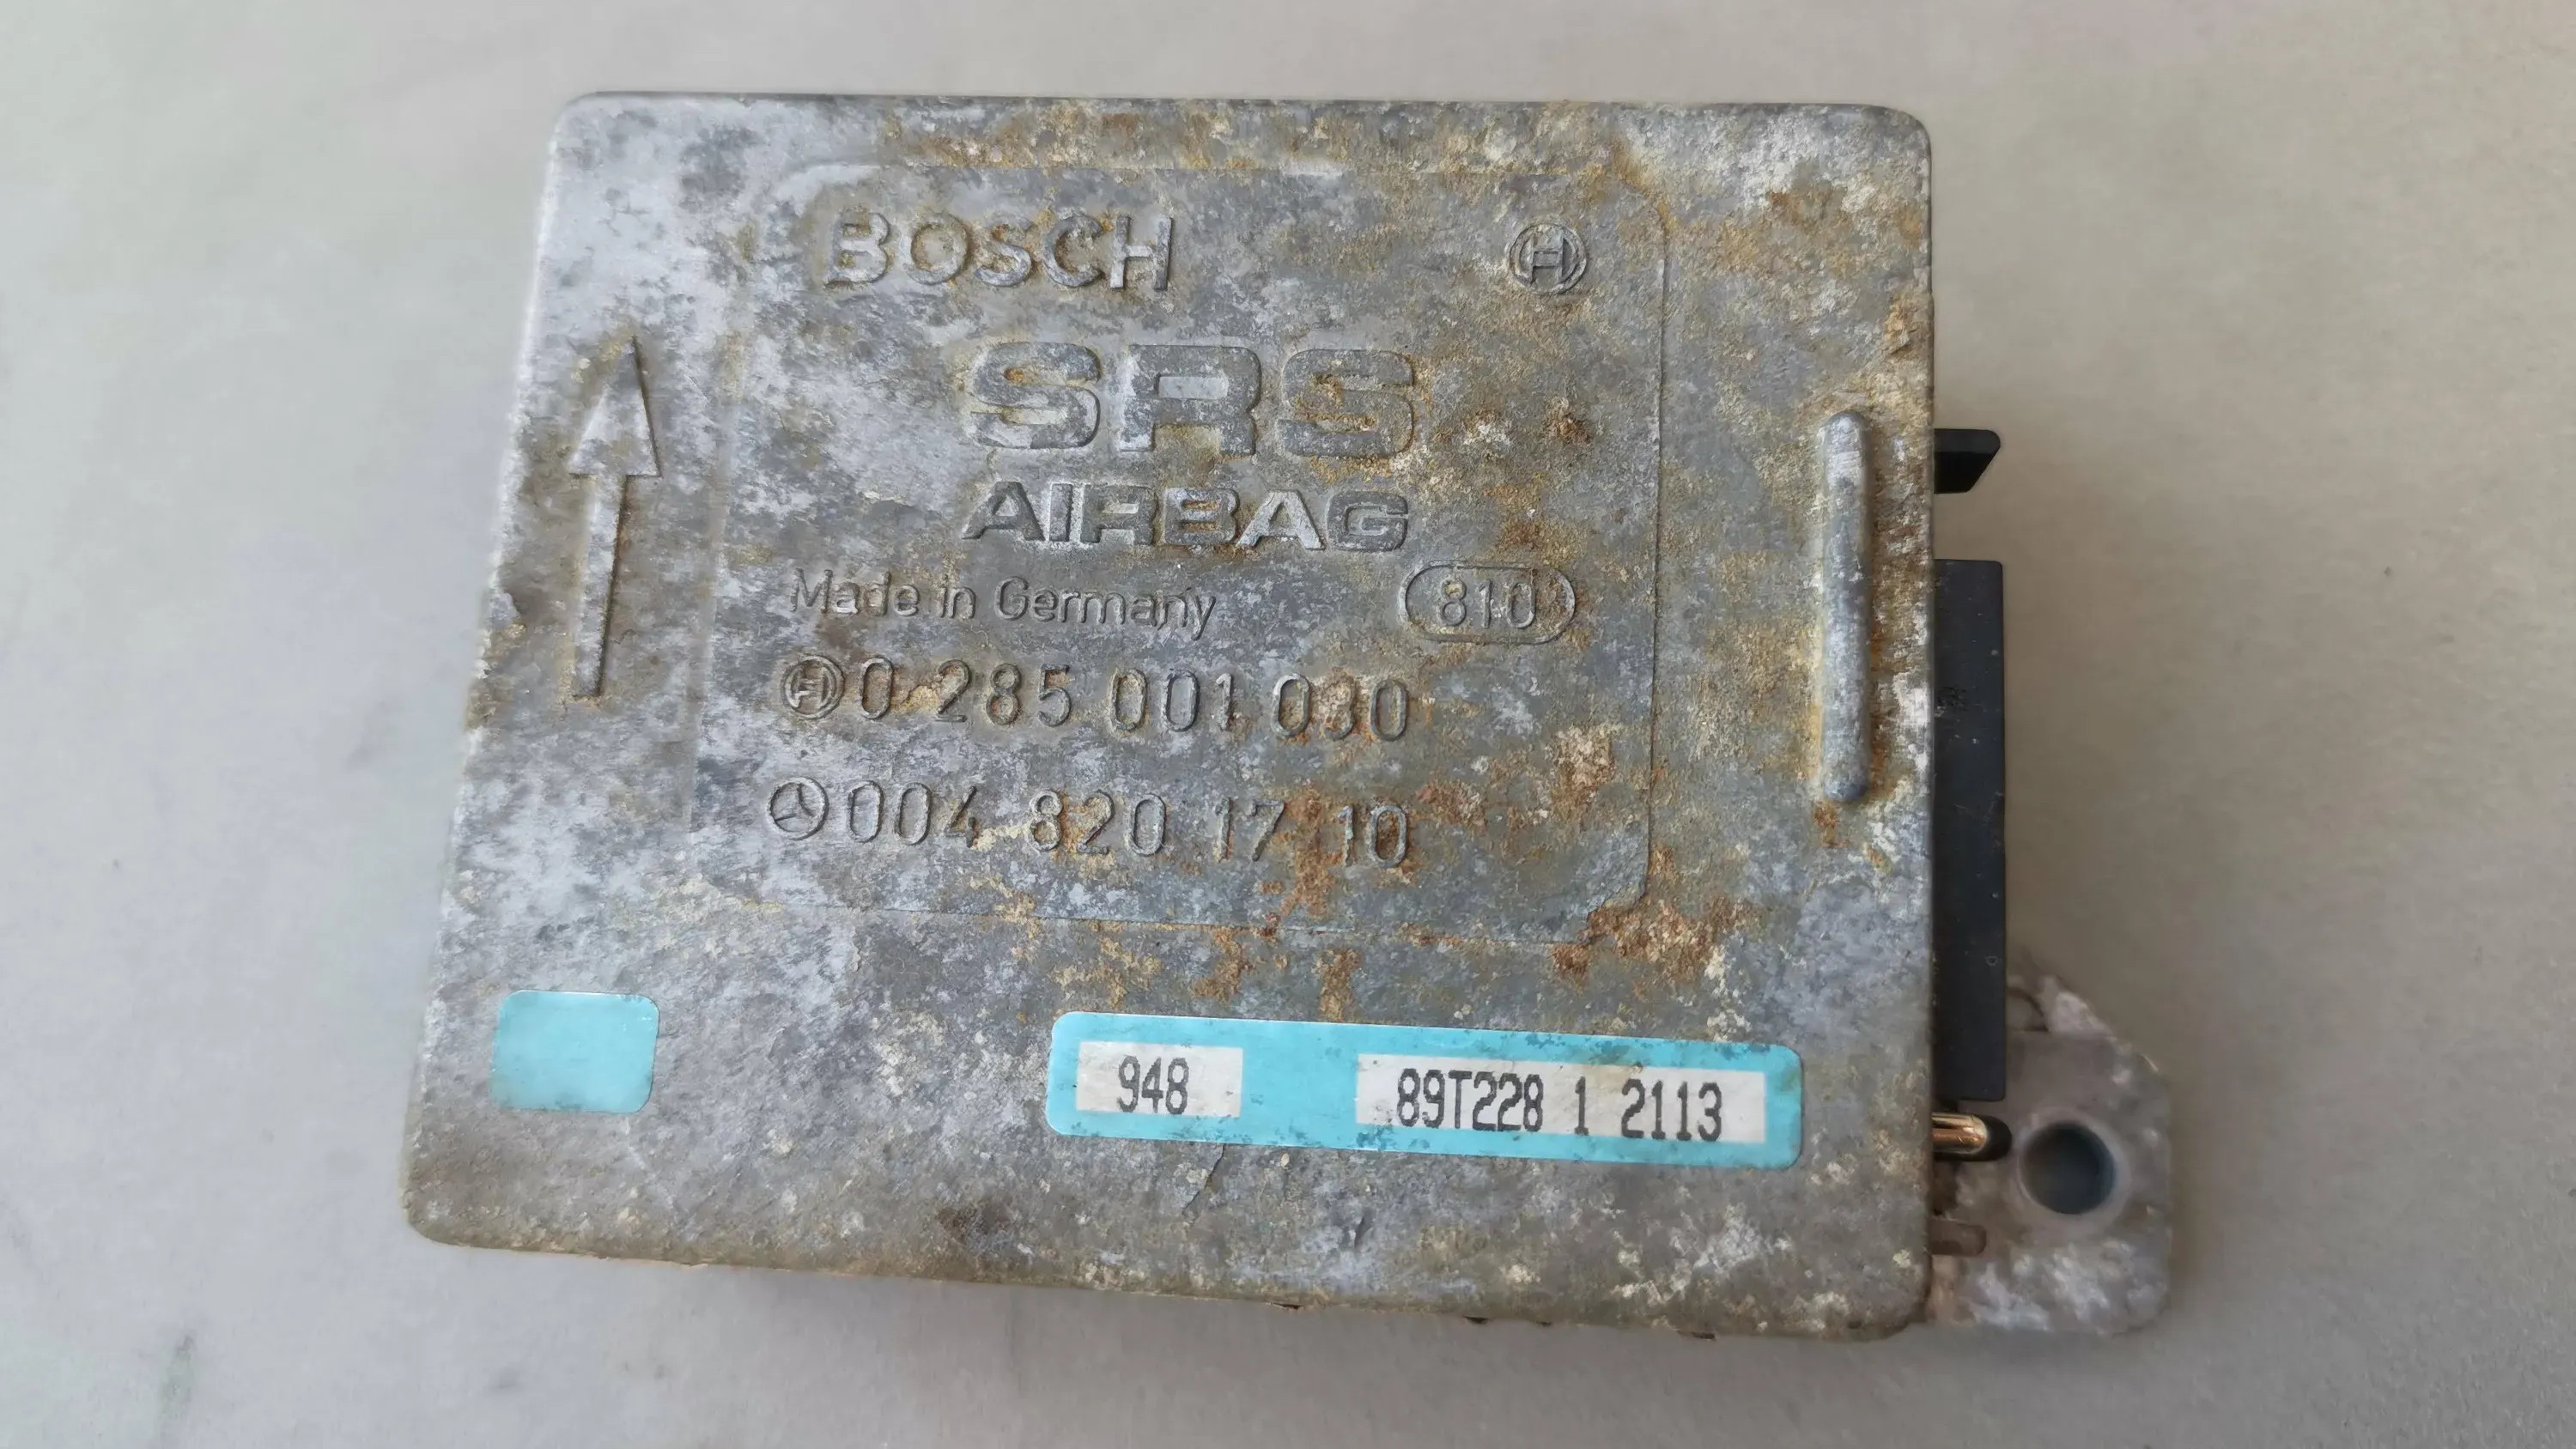 BOSCH
SRS
AIRBAG
Made in Germany 810
0 285 001 030
004 820 17 10
948 89T228 1 2113